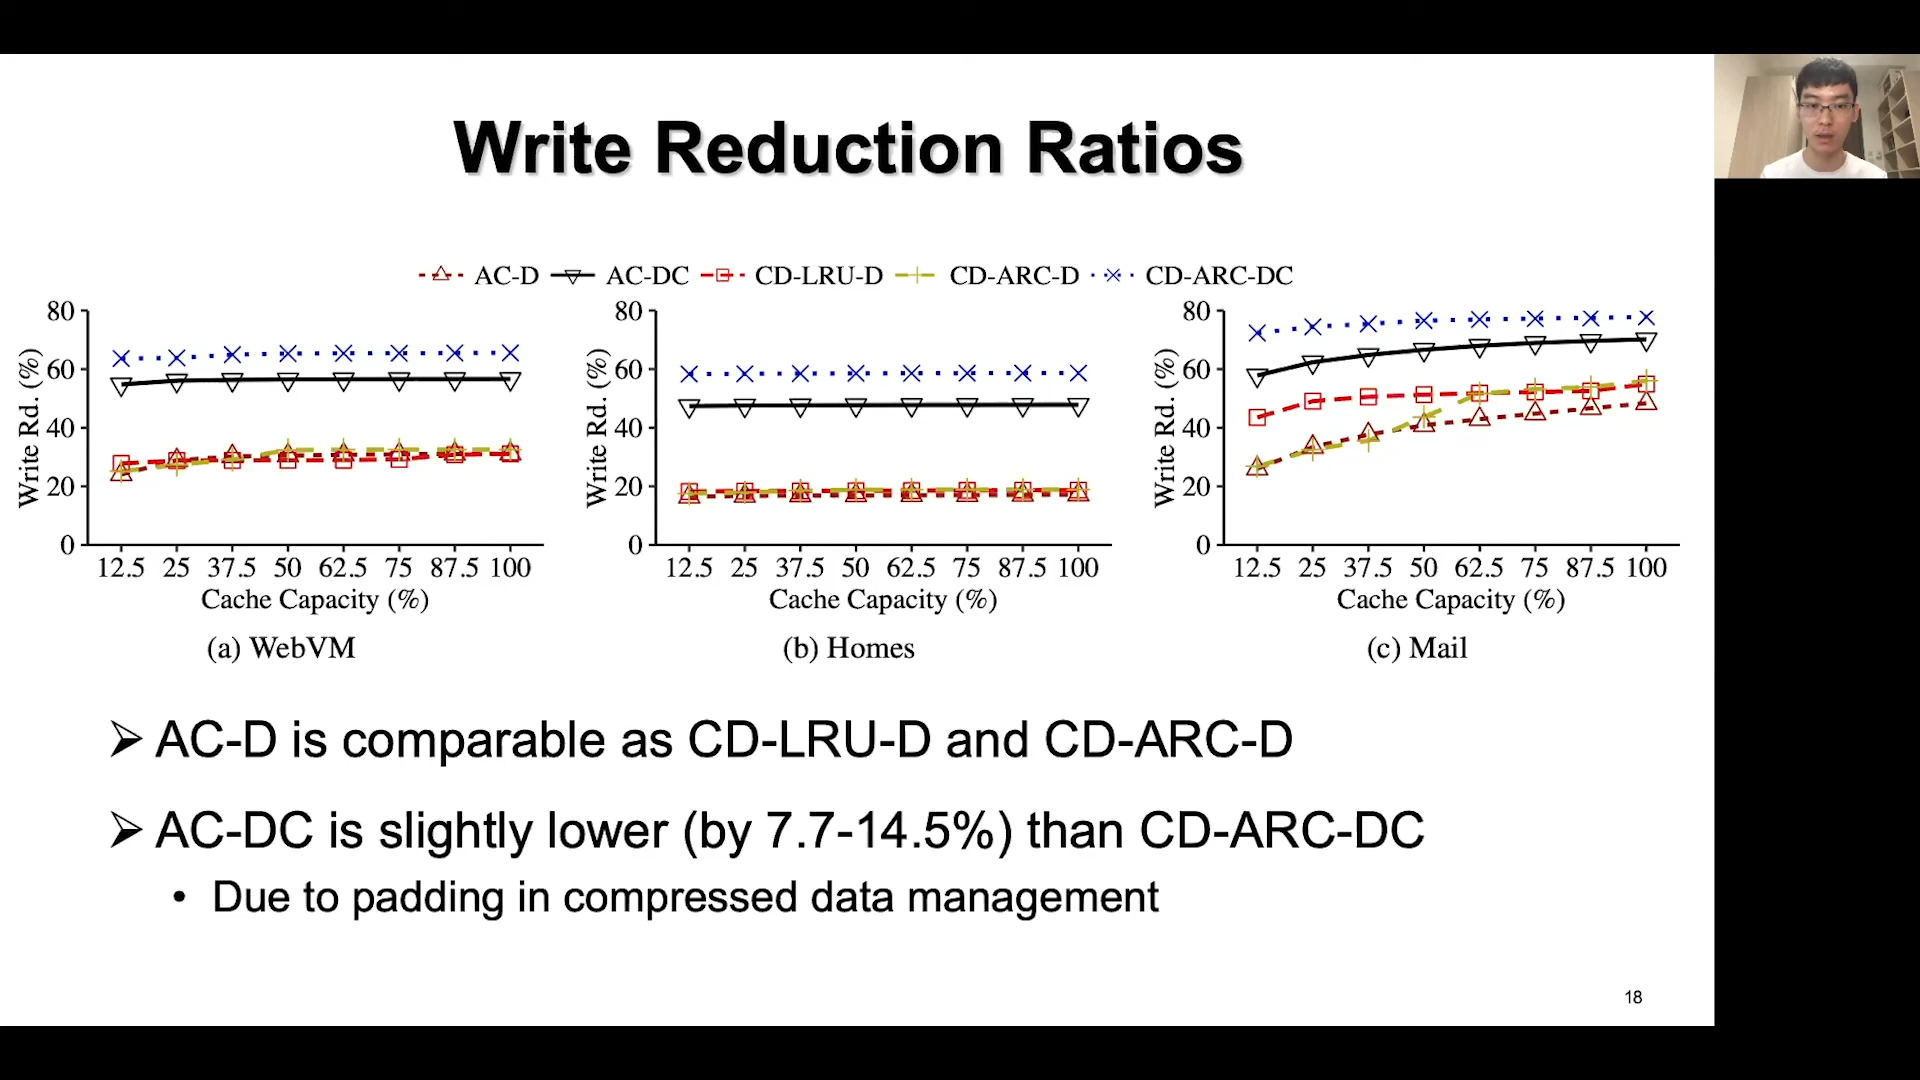 Write Reduction Ratios
AC-D AC-DC CD-LRU-D CD-ARC-D CD-ARC-DC
80
60
40
20
0
Write Rd. (%)
12.5 25 37.5 50 62.5 75 87.5 100
Cache Capacity (%)
(a) WebVM
80
60
40
20
0
Write Rd. (%)
12.5 25 37.5 50 62.5 75 87.5 100
Cache Capacity (%)
(b) Homes
80
60
40
20
0
Write Rd. (%)
12.5 25 37.5 50 62.5 75 87.5 100
Cache Capacity (%)
(c) Mail
➢ AC-D is comparable as CD-LRU-D and CD-ARC-D
➢ AC-DC is slightly lower (by 7.7-14.5%) than CD-ARC-DC
• Due to padding in compressed data management
18